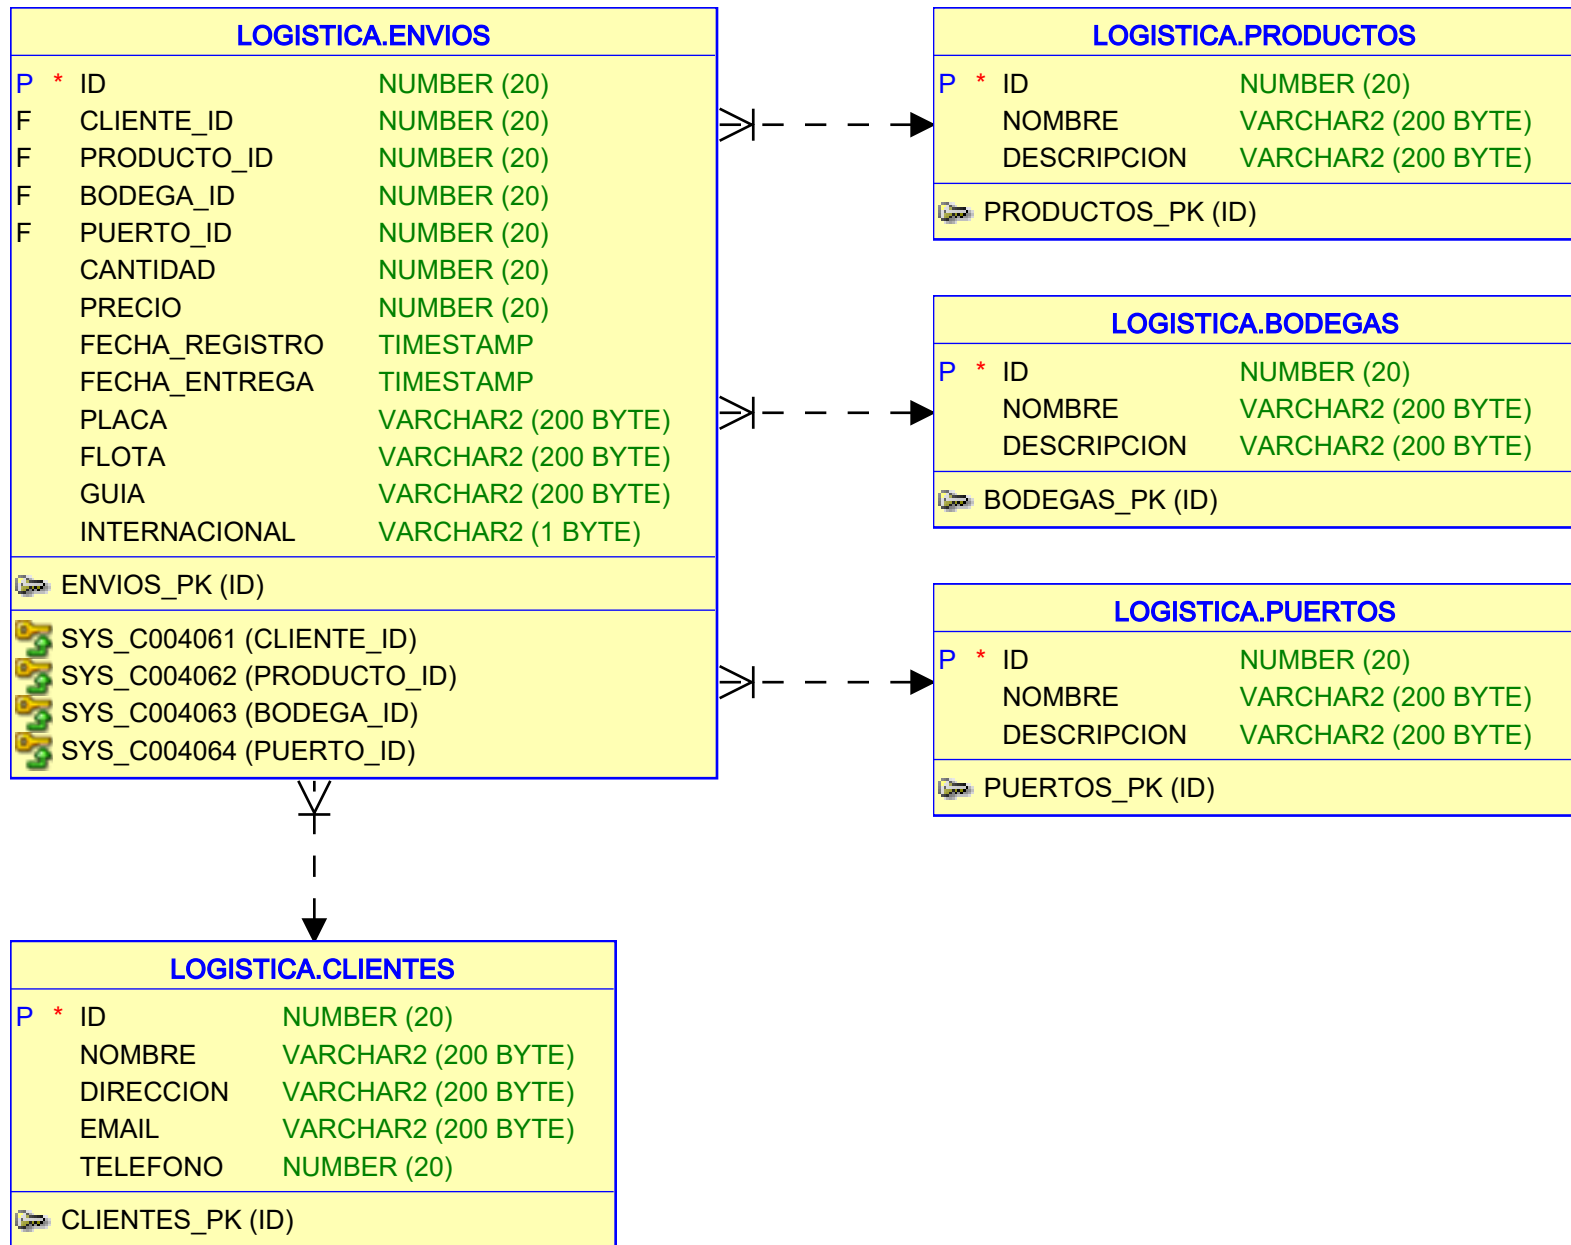 LOGISTICA.ENVIOS
P * ID NUMBER (20)
F CLIENTE_ID NUMBER (20)
F PRODUCTO_ID NUMBER (20)
F BODEGA_ID NUMBER (20)
F PUERTO_ID NUMBER (20)
CANTIDAD NUMBER (20)
PRECIO NUMBER (20)
FECHA_REGISTRO TIMESTAMP
FECHA_ENTREGA TIMESTAMP
PLACA VARCHAR2 (200 BYTE)
FLOTA VARCHAR2 (200 BYTE)
GUIA VARCHAR2 (200 BYTE)
INTERNACIONAL VARCHAR2 (1 BYTE)
ENVIOS_PK (ID)
SYS_C004061 (CLIENTE_ID)
SYS_C004062 (PRODUCTO_ID)
SYS_C004063 (BODEGA_ID)
SYS_C004064 (PUERTO_ID)
LOGISTICA.PRODUCTOS
P * ID NUMBER (20)
NOMBRE VARCHAR2 (200 BYTE)
DESCRIPCION VARCHAR2 (200 BYTE)
PRODUCTOS_PK (ID)
LOGISTICA.BODEGAS
P * ID NUMBER (20)
NOMBRE VARCHAR2 (200 BYTE)
DESCRIPCION VARCHAR2 (200 BYTE)
BODEGAS_PK (ID)
LOGISTICA.PUERTOS
P * ID NUMBER (20)
NOMBRE VARCHAR2 (200 BYTE)
DESCRIPCION VARCHAR2 (200 BYTE)
PUERTOS_PK (ID)
LOGISTICA.CLIENTES
P * ID NUMBER (20)
NOMBRE VARCHAR2 (200 BYTE)
DIRECCION VARCHAR2 (200 BYTE)
EMAIL VARCHAR2 (200 BYTE)
TELEFONO NUMBER (20)
CLIENTES_PK (ID)